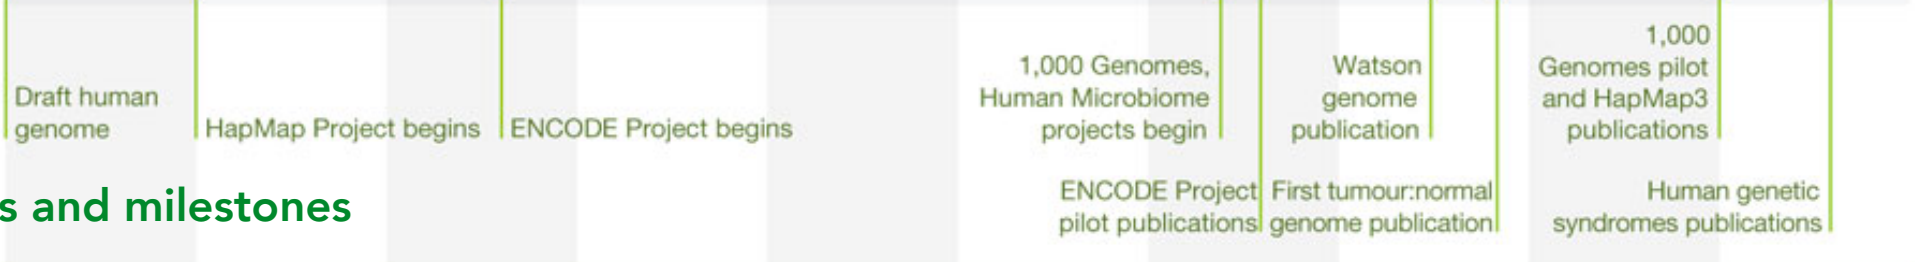 Draft human
genome
HapMap Project begins
ENCODE Project begins
1,000 Genomes,
Human Microbiome
projects begin
Watson
genome
publication
1,000
Genomes pilot
and HapMap3
publications
ENCODE Project
pilot publications
First tumour:normal
genome publication
Human genetic
syndromes publications
s and milestones